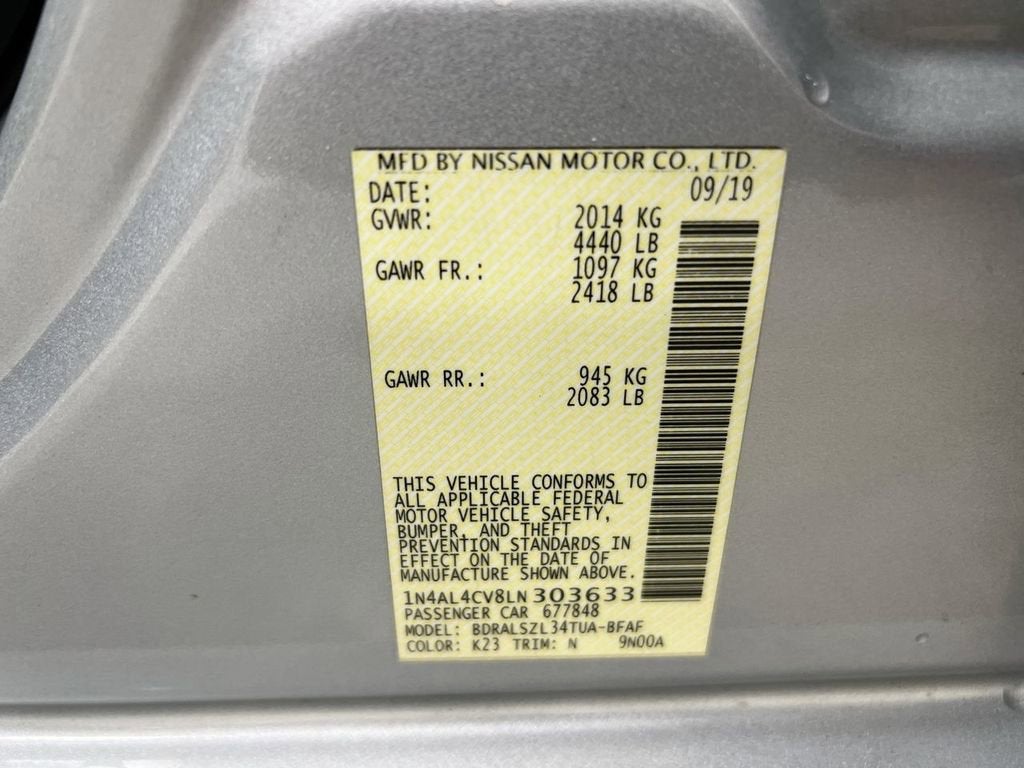 MFD BY NISSAN MOTOR CO., LTD.
DATE: 09/19
GVWR: 2014 KG
4440 LB
GAWR FR.: 1097 KG
2418 LB
GAWR RR.: 945 KG
2083 LB
THIS VEHICLE CONFORMS TO
ALL APPLICABLE FEDERAL
MOTOR VEHICLE SAFETY,
BUMPER, AND THEFT
PREVENTION STANDARDS IN
EFFECT ON THE DATE OF
MANUFACTURE SHOWN ABOVE.
1N4AL4CV8LN303633
PASSENGER CAR 677848
MODEL: BDRALSZL34TUA-BFAF
COLOR: K23 TRIM: N 9N00A